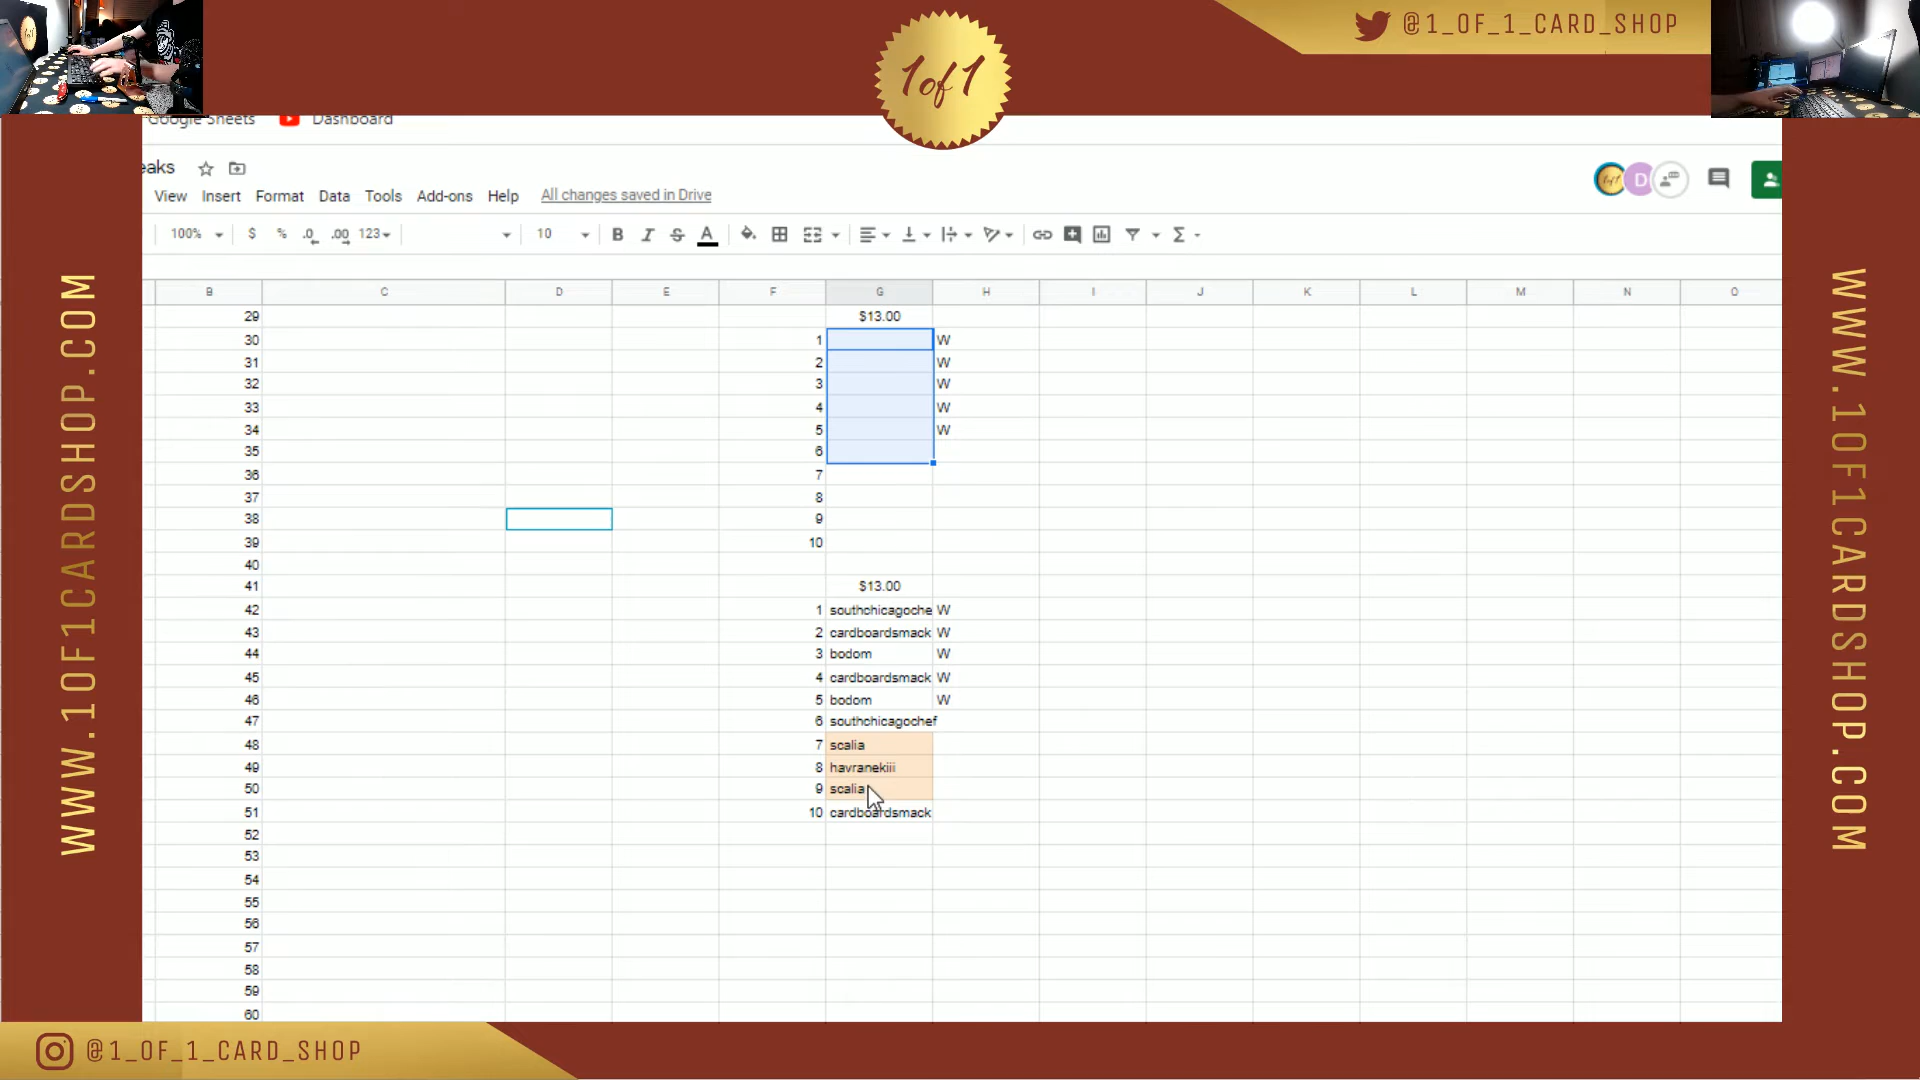 @1_OF_1_CARD_SHOP
1of1
Google Sheets Dashboard
eaks
View Insert Format Data Tools Add-ons Help All changes saved in Drive
D
100% $ % .0 .00 123 10 B I S A Σ
B C D E F G H I J K L M N O
29 $13.00
30 1 W
31 2 W
32 3 W
33 4 W
34 5 W
35 6
36 7
37 8
38 9
39 10
40
41 $13.00
42 1 southchicagoche W
43 2 cardboardsmack W
44 3 bodom W
45 4 cardboardsmack W
46 5 bodom W
47 6 southchicagochef
48 7 scalia
49 8 havranekiii
50 9 scalia
51 10 cardboardsmack
52
53
54
55
56
57
58
59
60
WWW.1OF1CARDSHOP.COM
WWW.1OF1CARDSHOP.COM
@1_OF_1_CARD_SHOP